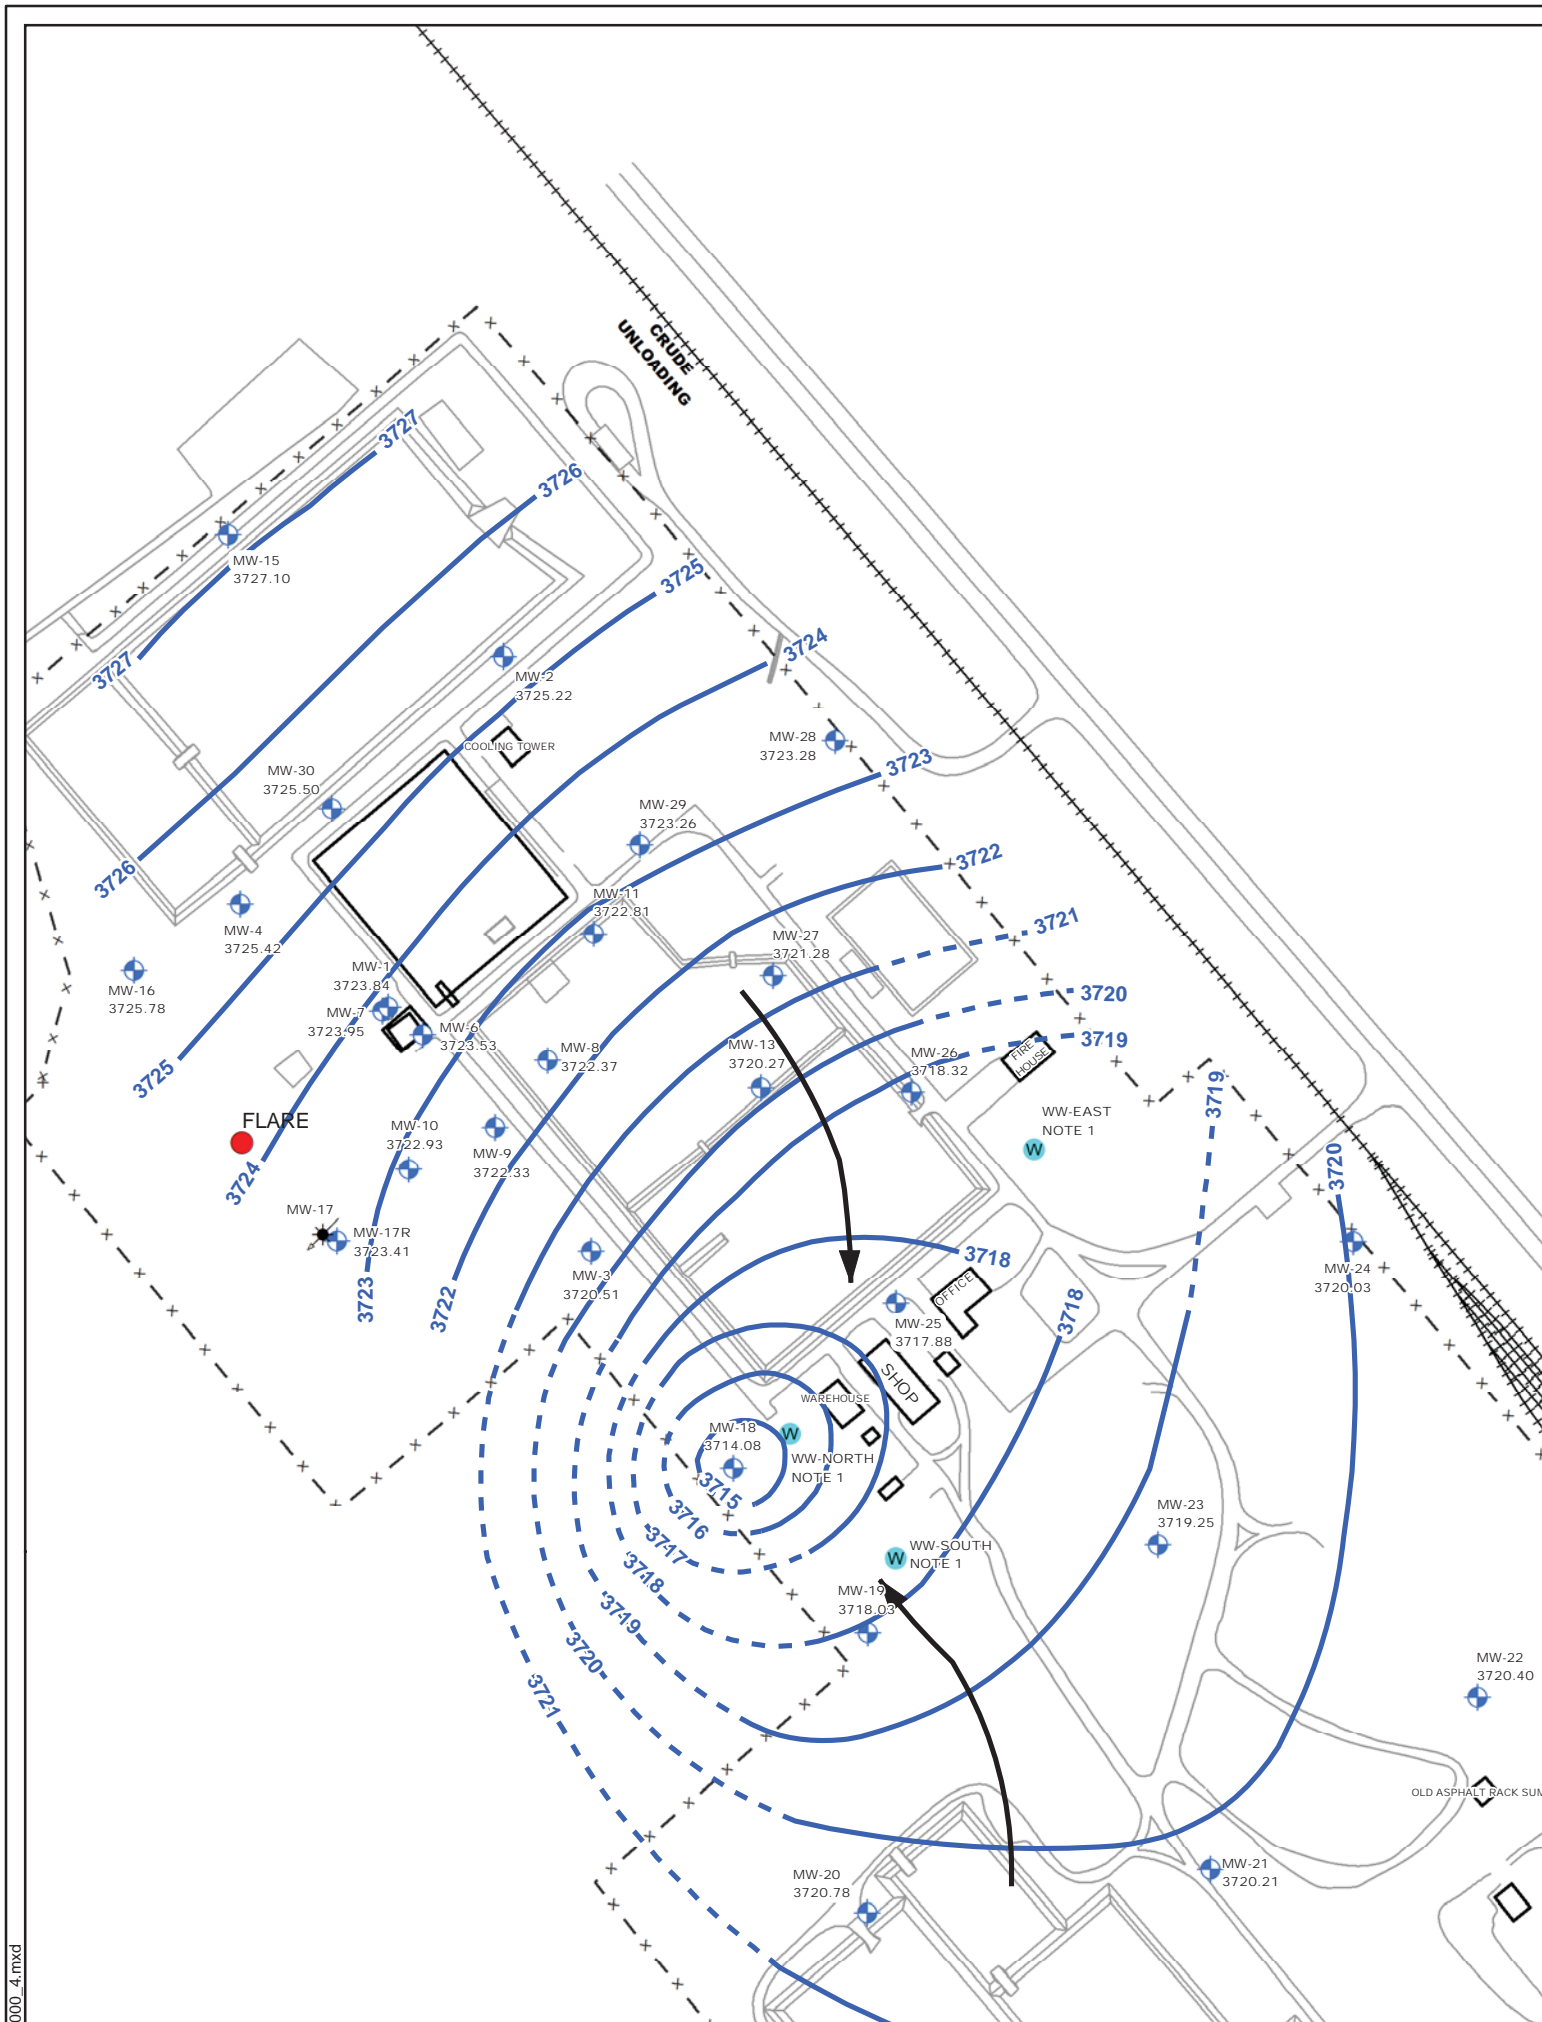 CRUDE
UNLOADING
3727
3726
MW-15
3727.10
3725
3724
3727
MW-2
3725.22
MW-28
3723.28
COOLING TOWER
3723
MW-30
3725.50
MW-29
3723.26
3722
3726
MW-11
3722.81
3721
MW-4
3725.42
MW-27
3721.28
MW-1
3723.84
MW-16
3725.78
3720
MW-7
3723.95
MW-6
3723.53
3719
MW-8
3722.37
MW-13
3720.27
MW-26
3718.32
FIRE
HOUSE
3725
3719
FLARE
WW-EAST
NOTE 1
W
MW-10
3722.93
MW-9
3722.33
3720
3724
MW-17
MW-17R
3723.41
3718
MW-3
3720.51
MW-24
3720.03
OFFICE
3723
3722
3718
MW-25
3717.88
SHOP
WAREHOUSE
MW-18
3714.08
W
WW-NORTH
NOTE 1
3715
3716
MW-23
3719.25
3717
WW-SOUTH
NOTE 1
W
3718
MW-19
3718.03
3719
3720
MW-22
3720.40
3721
OLD ASPHALT RACK SUM
MW-20
3720.78
MW-21
3720.21
000_4.mxd